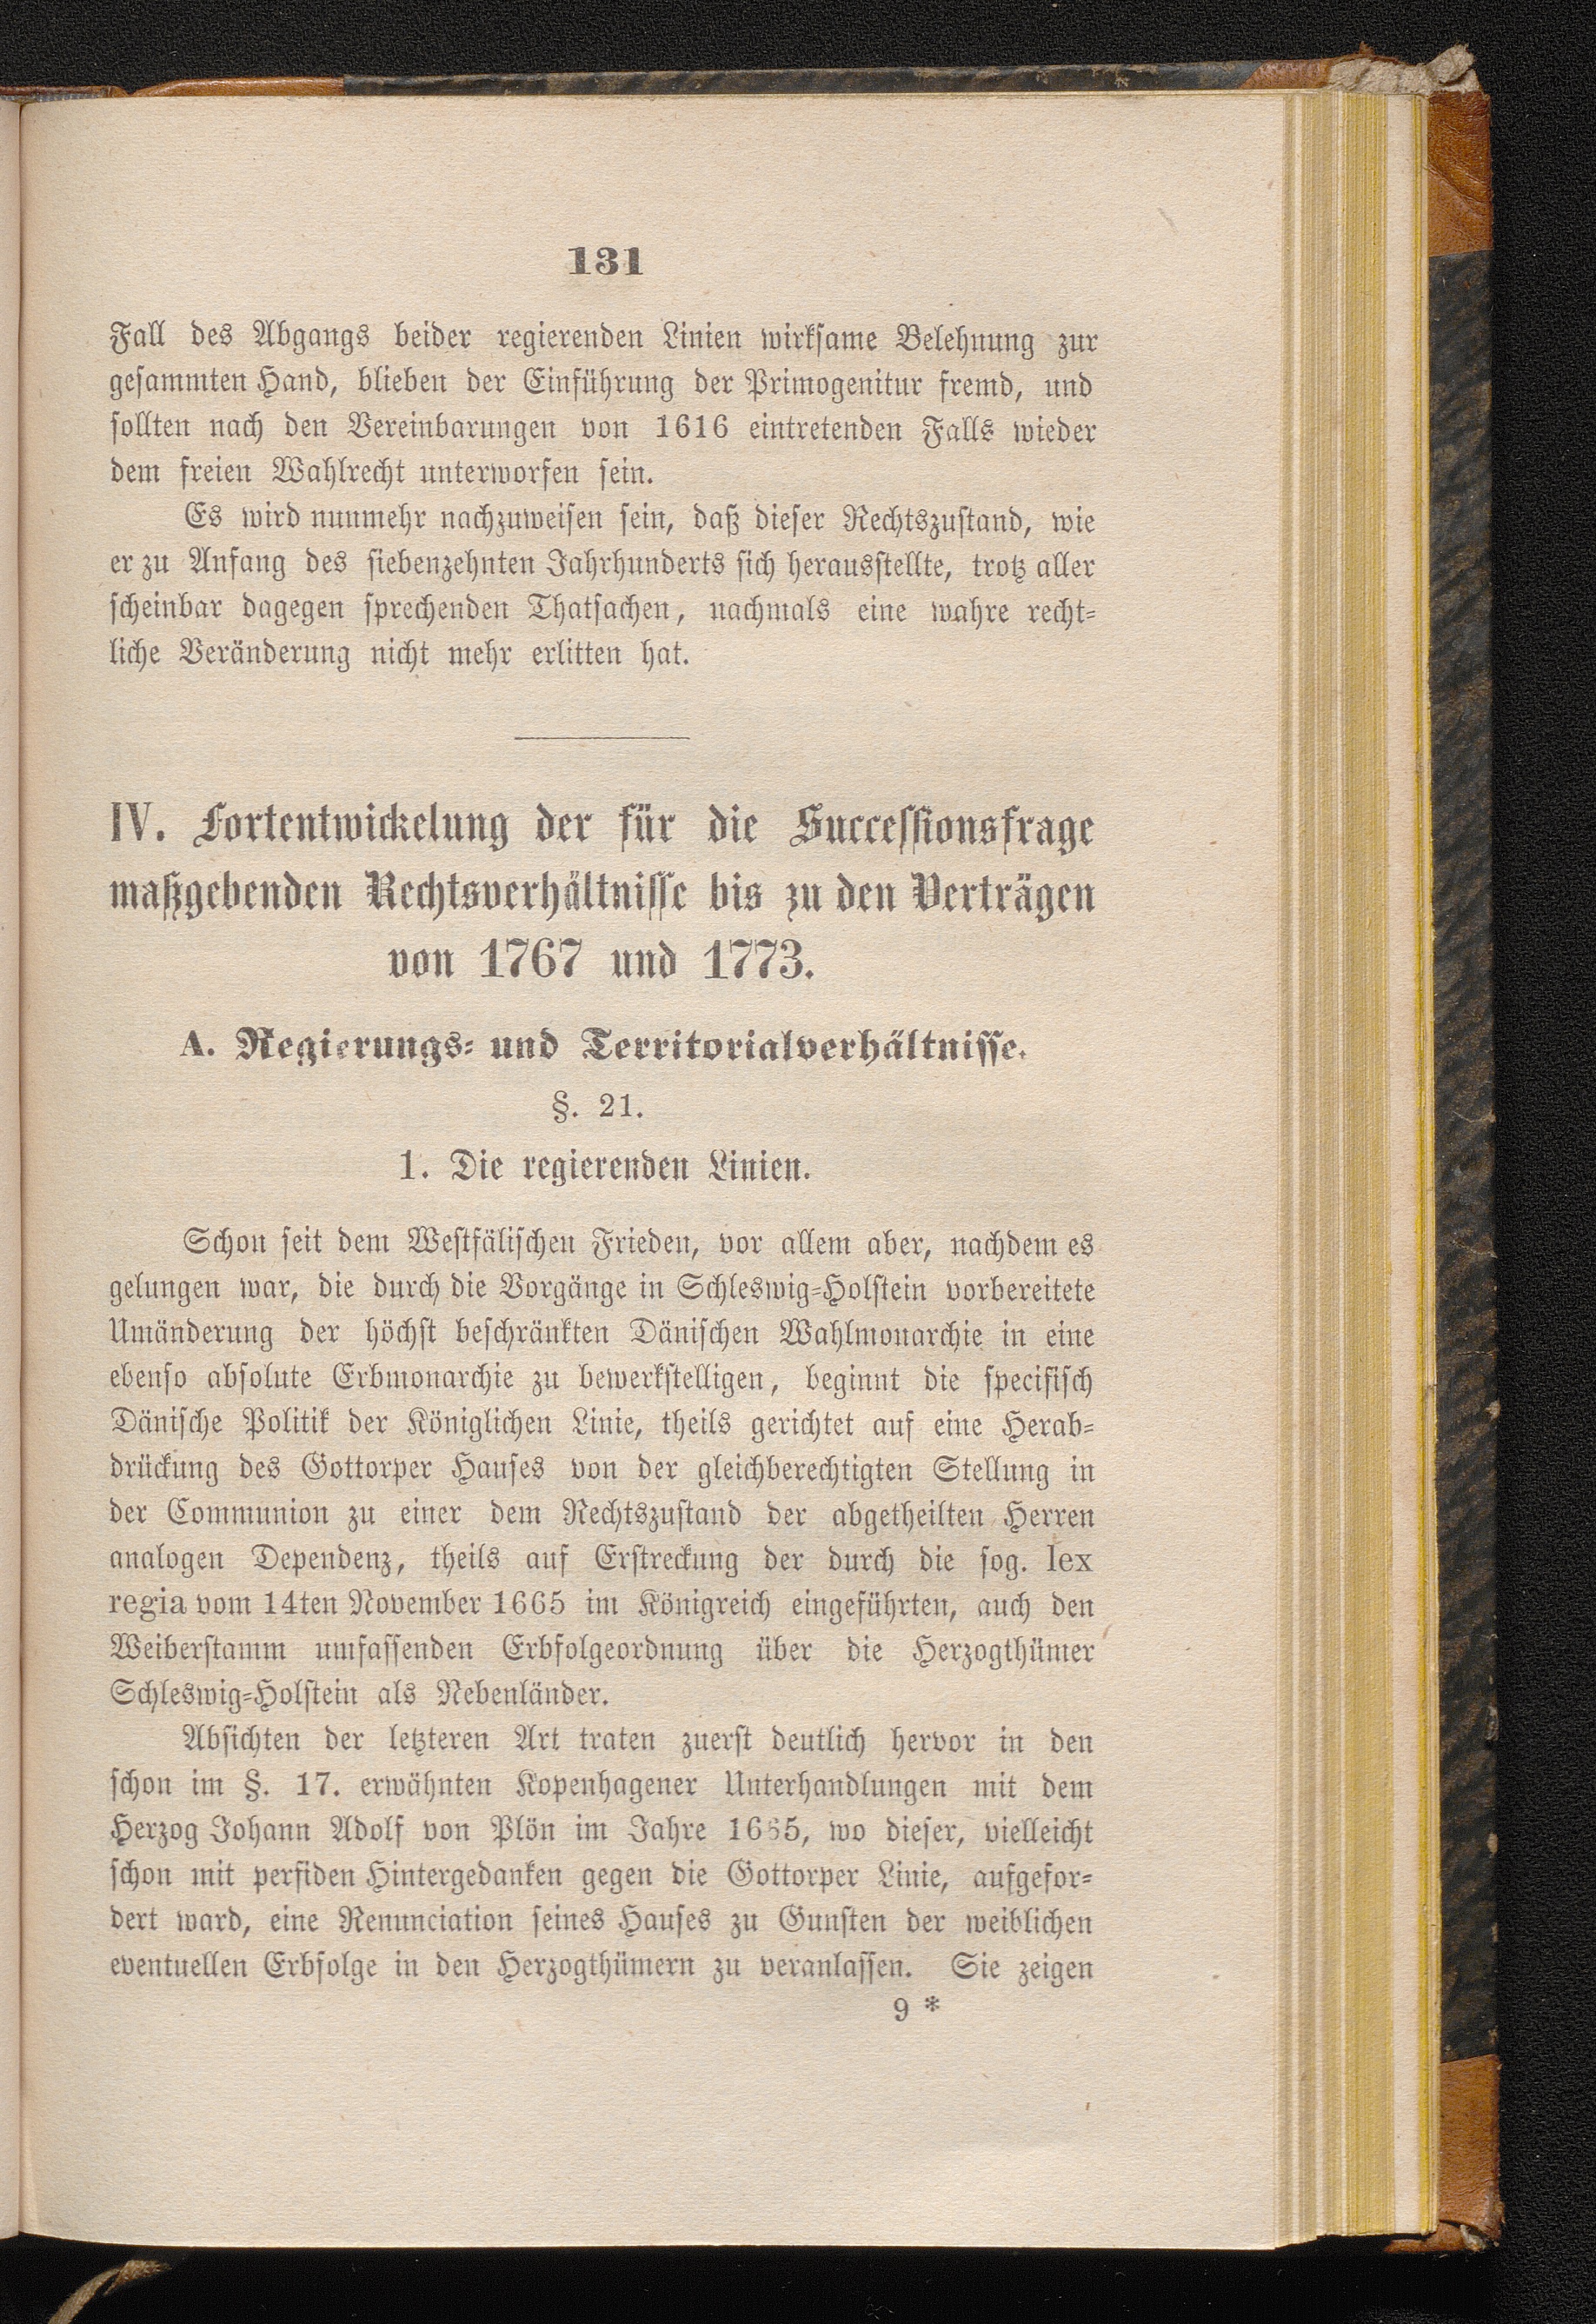 131
Fall des Abgangs beider regierenden Linien wirksame Belehnung zur
gesammten Hand, blieben der Einführung der Primogenitur fremd, und
sollten nach den Vereinbarungen von 1616 eintretenden Falls wieder
dem freien Wahlrecht unterworfen sein.
Es wird nunmehr nachzuweisen sein, daß dieser Rechtszustand, wie
er zu Anfang des siebenzehnten Jahrhunderts sich herausstellte, trotz aller
scheinbar dagegen sprechenden Thatsachen, nachmals eine wahre recht-
liche Veränderung nicht mehr erlitten hat.
IV. Fortentwickelung der für die Successionsfrage
maßgebenden Rechtsverhältnisse bis zu den Verträgen
von 1767 und 1773.
A. Regierungs- und Territorialverhältnisse.
§. 21.
1. Die regierenden Linien.
Schon seit dem Westfälischen Frieden, vor allem aber, nachdem es
gelungen war, die durch die Vorgänge in Schleswig-Holstein vorbereitete
Umänderung der höchst beschränkten Dänischen Wahlmonarchie in eine
ebenso absolute Erbmonarchie zu bewerkstelligen, beginnt die specifisch
Dänische Politik der Königlichen Linie, theils gerichtet auf eine Herab-
drückung des Gottorper Hauses von der gleichberechtigten Stellung in
der Communion zu einer dem Rechtszustand der abgetheilten Herren
analogen Dependenz, theils auf Erstreckung der durch die sog. lex
regia vom 14ten November 1665 im Königreich eingeführten, auch den
Weiberstamm umfassenden Erbfolgeordnung über die Herzogthümer
Schleswig-Holstein als Nebenländer.
Absichten der letzteren Art traten zuerst deutlich hervor in den
schon im §. 17. erwähnten Kopenhagener Unterhandlungen mit dem
Herzog Johann Adolf von Plön im Jahre 1665, wo dieser, vielleicht
schon mit perfiden Hintergedanken gegen die Gottorper Linie, aufgefor-
dert ward, eine Renunciation seines Hauses zu Gunsten der weiblichen
eventuellen Erbfolge in den Herzogthümern zu veranlassen. Sie zeigen
9 *